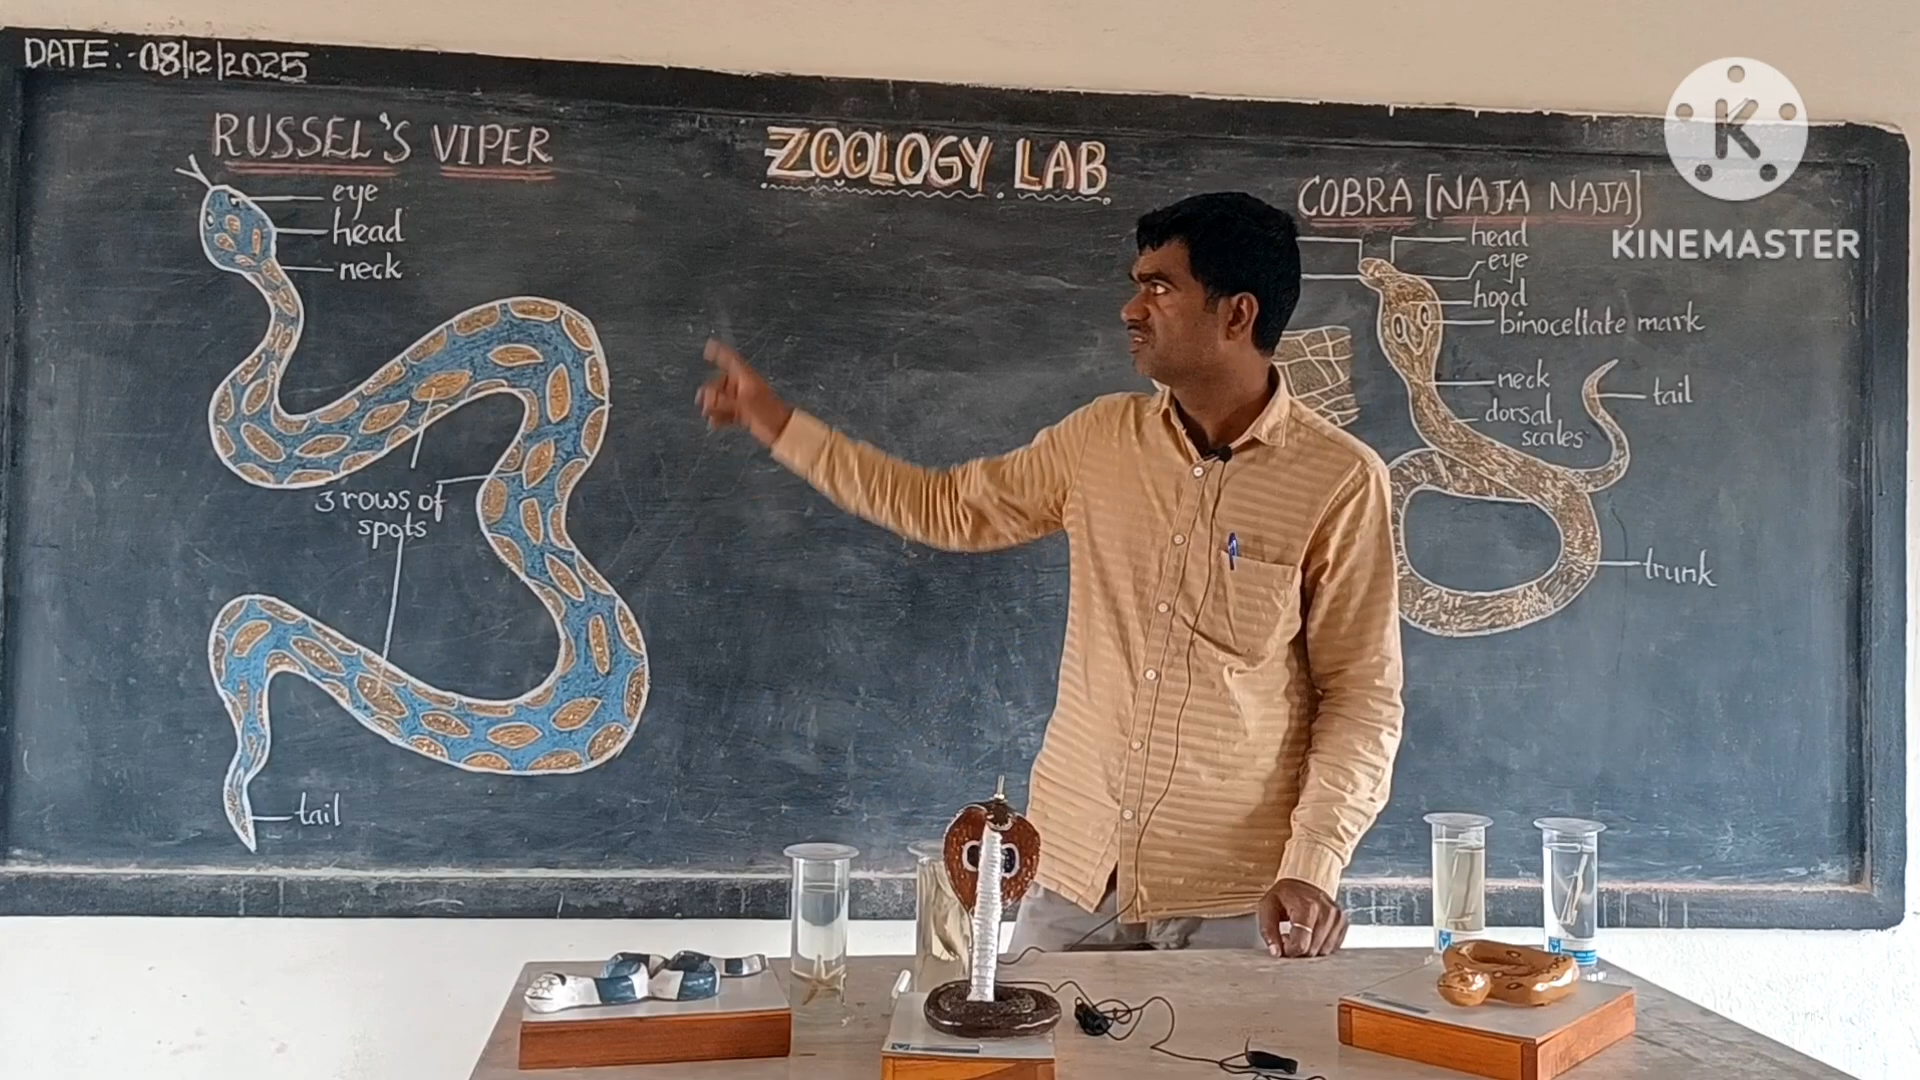 DATE:-08/12/2025
RUSSEL'S VIPER
eye
head
neck
3 rows of
spots
tail
ZOOLOGY LAB
COBRA [NAJA NAJA]
head
eye
hood
binocellate mark
neck
dorsal
scales
tail
trunk
K
KINEMASTER